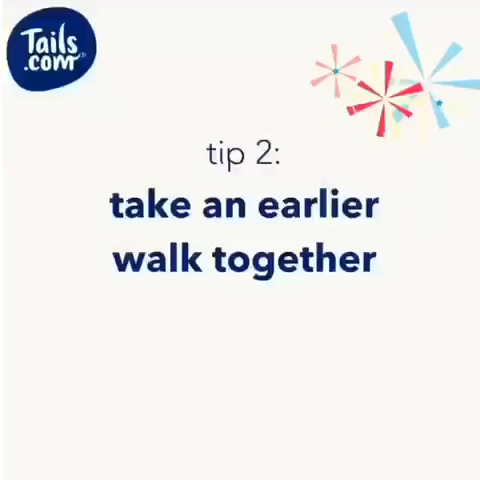 Tails
.com
tip 2:
take an earlier
walk together